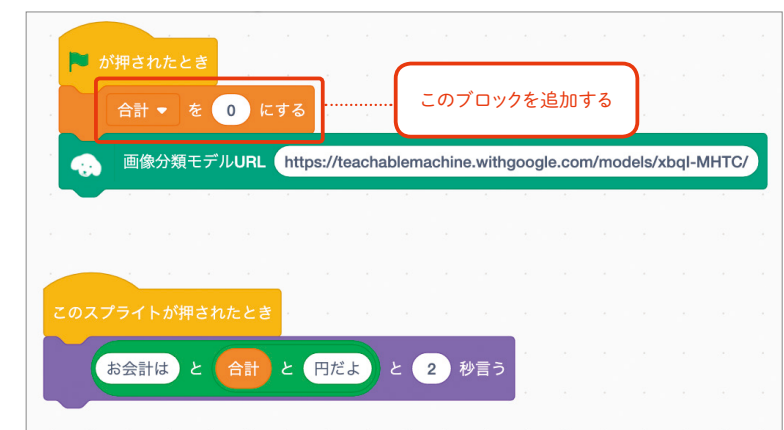 が押されたとき
合計 を 0 にする
このブロックを追加する
画像分類モデルURL https://teachablemachine.withgoogle.com/models/xbql-MHTC/
このスプライトが押されたとき
お会計は と 合計 と 円だよ と 2 秒言う